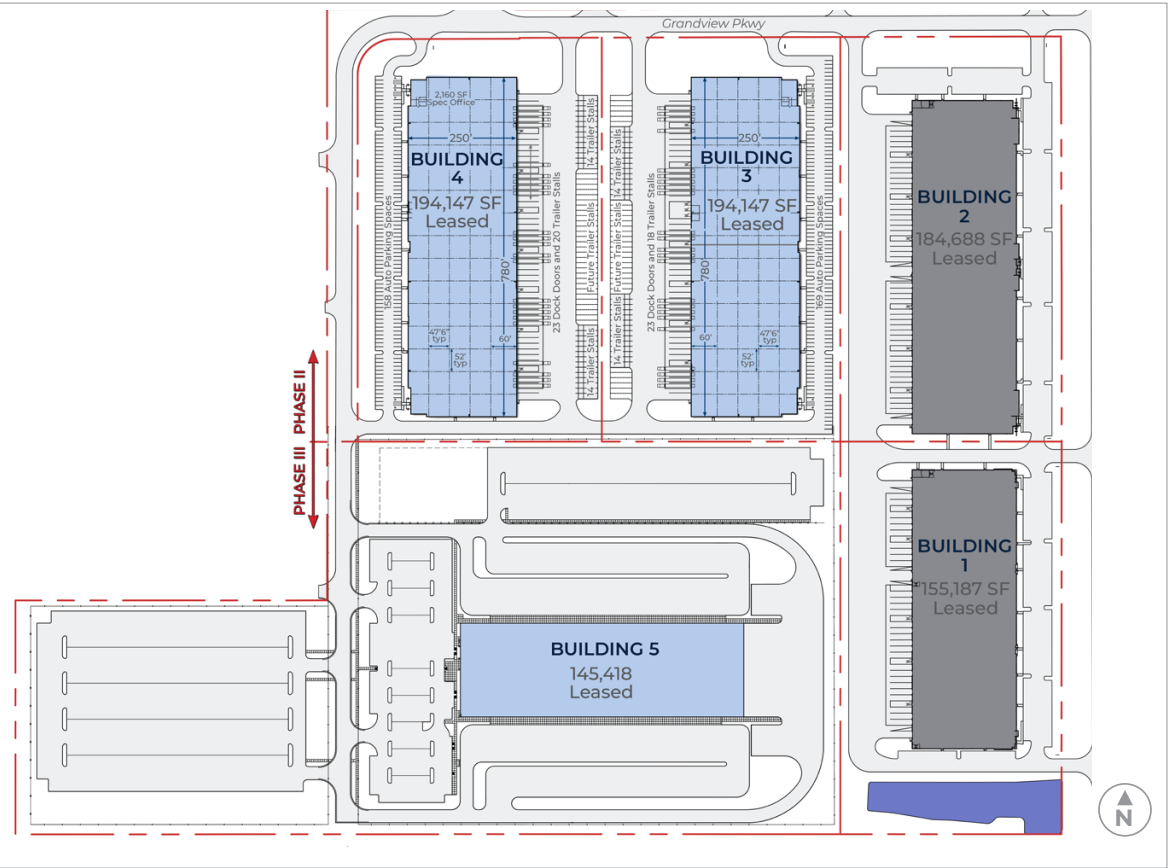 Grandview Pkwy
2,160 SF
Spec Office
250'
BUILDING
4
194,147 SF
Leased
780'
47'6"
typ
52'
typ
60'
158 Auto Parking Spaces
23 Dock Doors and 20 Trailer Stalls
14 Trailer Stalls
Future Trailer Stalls
14 Trailer Stalls
14 Trailer Stalls
Future Trailer Stalls
14 Trailer Stalls
23 Dock Doors and 18 Trailer Stalls
250'
BUILDING
3
194,147 SF
Leased
780'
60'
47'6"
typ
52'
typ
169 Auto Parking Spaces
BUILDING
2
184,688 SF
Leased
PHASE II
PHASE III
BUILDING
1
155,187 SF
Leased
BUILDING 5
145,418
Leased
N